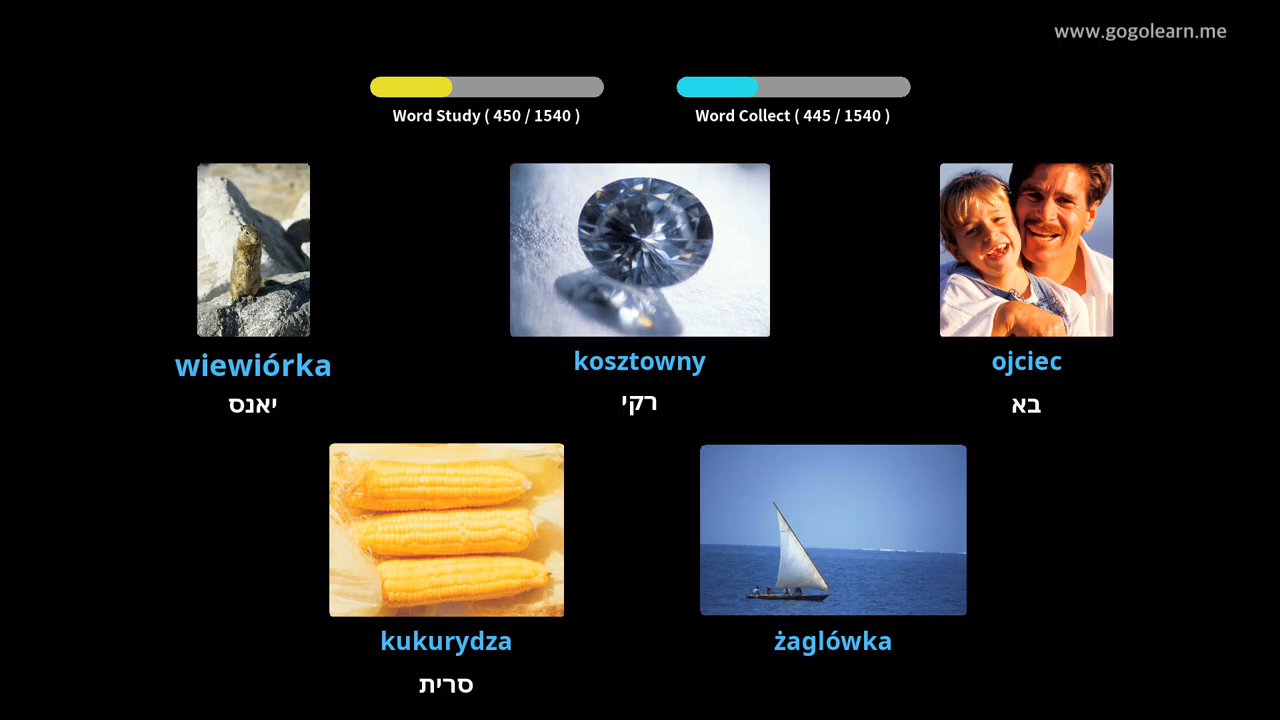 www.gogolearn.me
Word Study ( 450 / 1540 )
Word Collect ( 445 / 1540 )
wiewiórka
יאנס
kosztowny
רקי
ojciec
בא
kukurydza
סרית
żaglówka